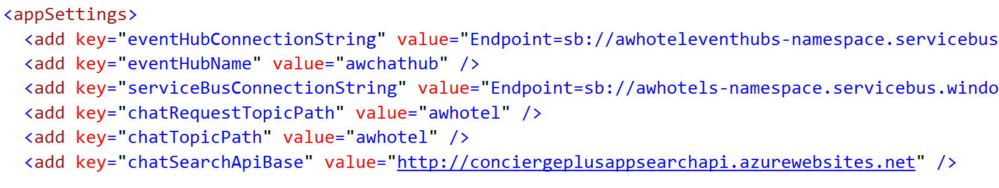 <appSettings>
<add key="eventHubConnectionString" value="Endpoint=sb://awhoteleventhubs-namespace.servicebus
<add key="eventHubName" value="awchathub" />
<add key="serviceBusConnectionString" value="Endpoint=sb://awhotels-namespace.servicebus.windo
<add key="chatRequestTopicPath" value="awhotel" />
<add key="chatTopicPath" value="awhotel" />
<add key="chatSearchApiBase" value="http://conciergeplusappsearchapi.azurewebsites.net" />